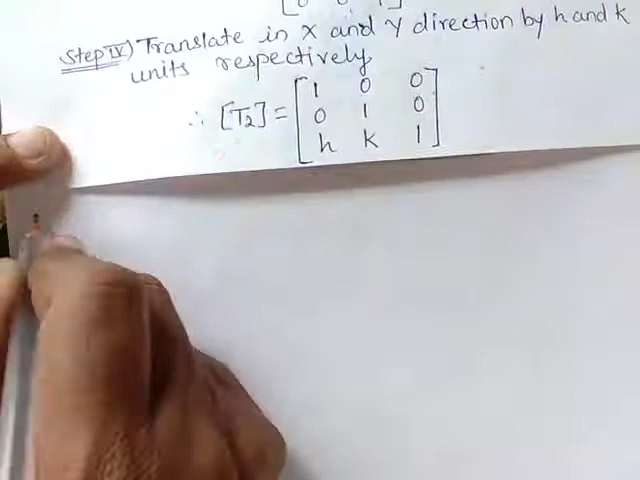 Step IV) Translate in X and Y direction by h and k
units respectively
∴ [T2] = [1 0 0
0 1 0
h k 1]